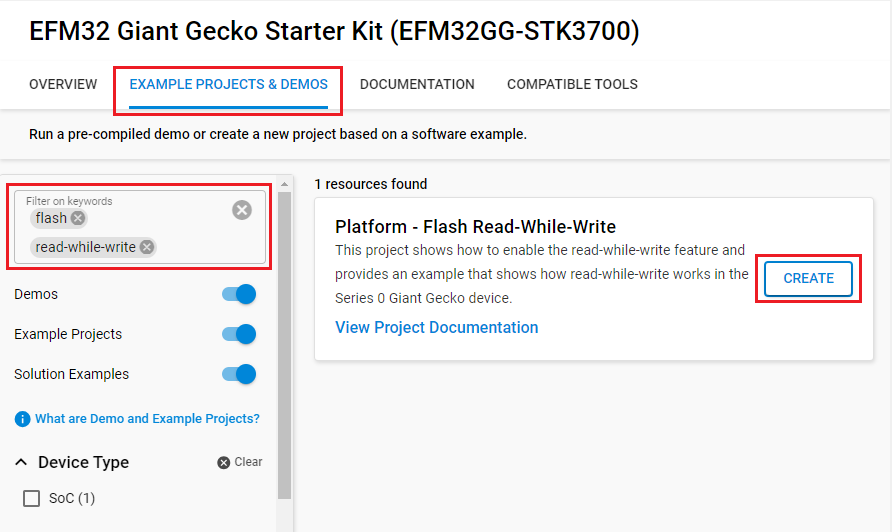 EFM32 Giant Gecko Starter Kit (EFM32GG-STK3700)
OVERVIEW EXAMPLE PROJECTS & DEMOS DOCUMENTATION COMPATIBLE TOOLS
Run a pre-compiled demo or create a new project based on a software example.
Filter on keywords
flash
read-while-write
Demos
Example Projects
Solution Examples
What are Demo and Example Projects?
Device Type Clear
SoC (1)
1 resources found
Platform - Flash Read-While-Write
This project shows how to enable the read-while-write feature and
provides an example that shows how read-while-write works in the
Series 0 Giant Gecko device.
View Project Documentation
CREATE